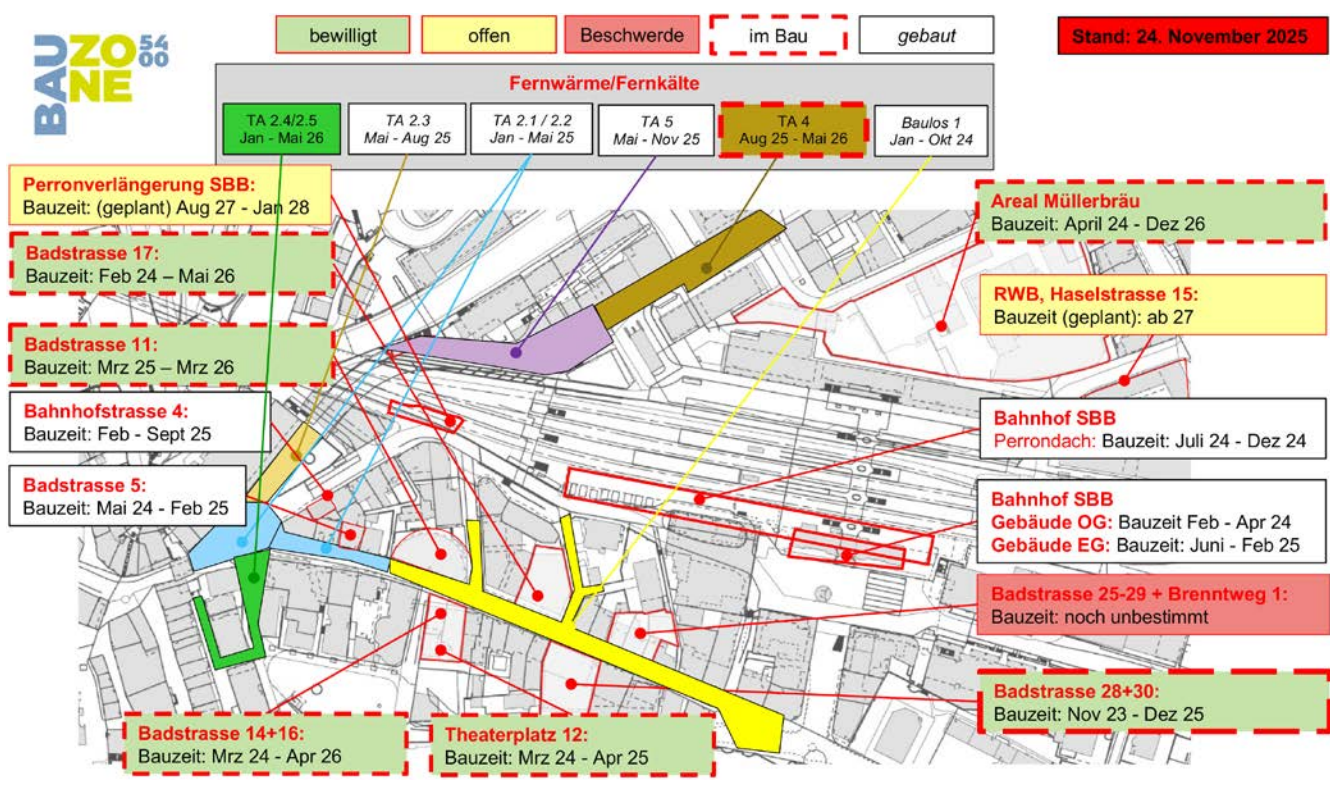 BAU ZO NE 54 00
bewilligt
offen
Beschwerde
im Bau
gebaut
Stand: 24. November 2025
Fernwärme/Fernkälte
TA 2.4/2.5
Jan - Mai 26
TA 2.3
Mai - Aug 25
TA 2.1 / 2.2
Jan - Mai 25
TA 5
Mai - Nov 25
TA 4
Aug 25 - Mai 26
Baulos 1
Jan - Okt 24
Perronverlängerung SBB:
Bauzeit: (geplant) Aug 27 - Jan 28
Badstrasse 17:
Bauzeit: Feb 24 – Mai 26
Badstrasse 11:
Bauzeit: Mrz 25 – Mrz 26
Bahnhofstrasse 4:
Bauzeit: Feb - Sept 25
Badstrasse 5:
Bauzeit: Mai 24 - Feb 25
Areal Müllerbräu
Bauzeit: April 24 - Dez 26
RWB, Haselstrasse 15:
Bauzeit (geplant): ab 27
Bahnhof SBB
Perrondach: Bauzeit: Juli 24 - Dez 24
Bahnhof SBB
Gebäude OG: Bauzeit Feb - Apr 24
Gebäude EG: Bauzeit: Juni - Feb 25
Badstrasse 25-29 + Brenntweg 1:
Bauzeit: noch unbestimmt
Badstrasse 28+30:
Bauzeit: Nov 23 - Dez 25
Badstrasse 14+16:
Bauzeit: Mrz 24 - Apr 26
Theaterplatz 12:
Bauzeit: Mrz 24 - Apr 25